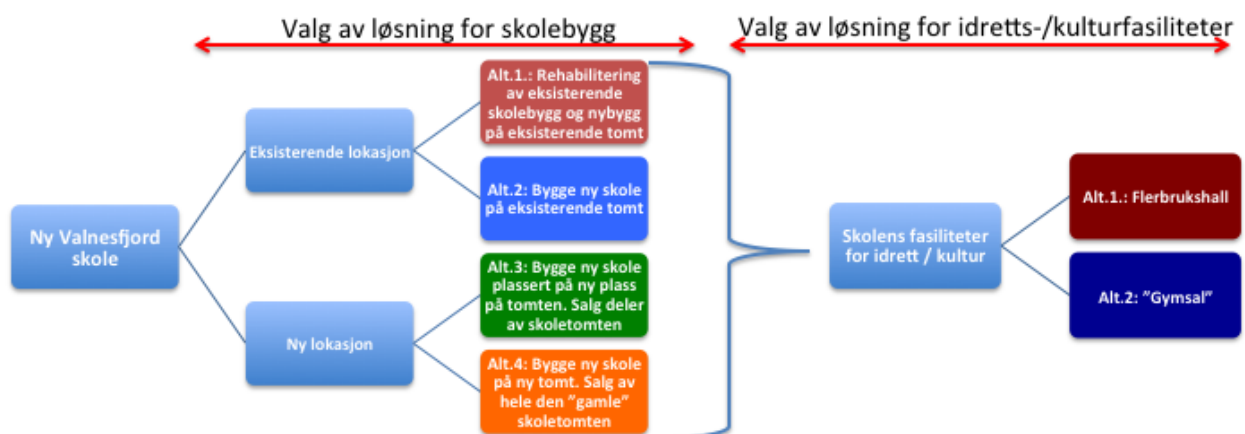 Valg av løsning for skolebygg
Valg av løsning for idretts-/kulturfasiliteter
Ny Valnesfjord
skole
Eksisterende lokasjon
Alt.1.: Rehabilitering
av eksisterende
skolebygg og nybygg
på eksisterende tomt
Alt.2: Bygge ny skole
på eksisterende tomt
Ny lokasjon
Alt.3: Bygge ny skole
plassert på ny plass
på tomten. Salg deler
av skoletomten
Alt.4: Bygge ny skole
på ny tomt. Salg av
hele den ”gamle”
skoletomten
Skolens fasiliteter
for idrett / kultur
Alt.1.: Flerbrukshall
Alt.2: ”Gymsal”